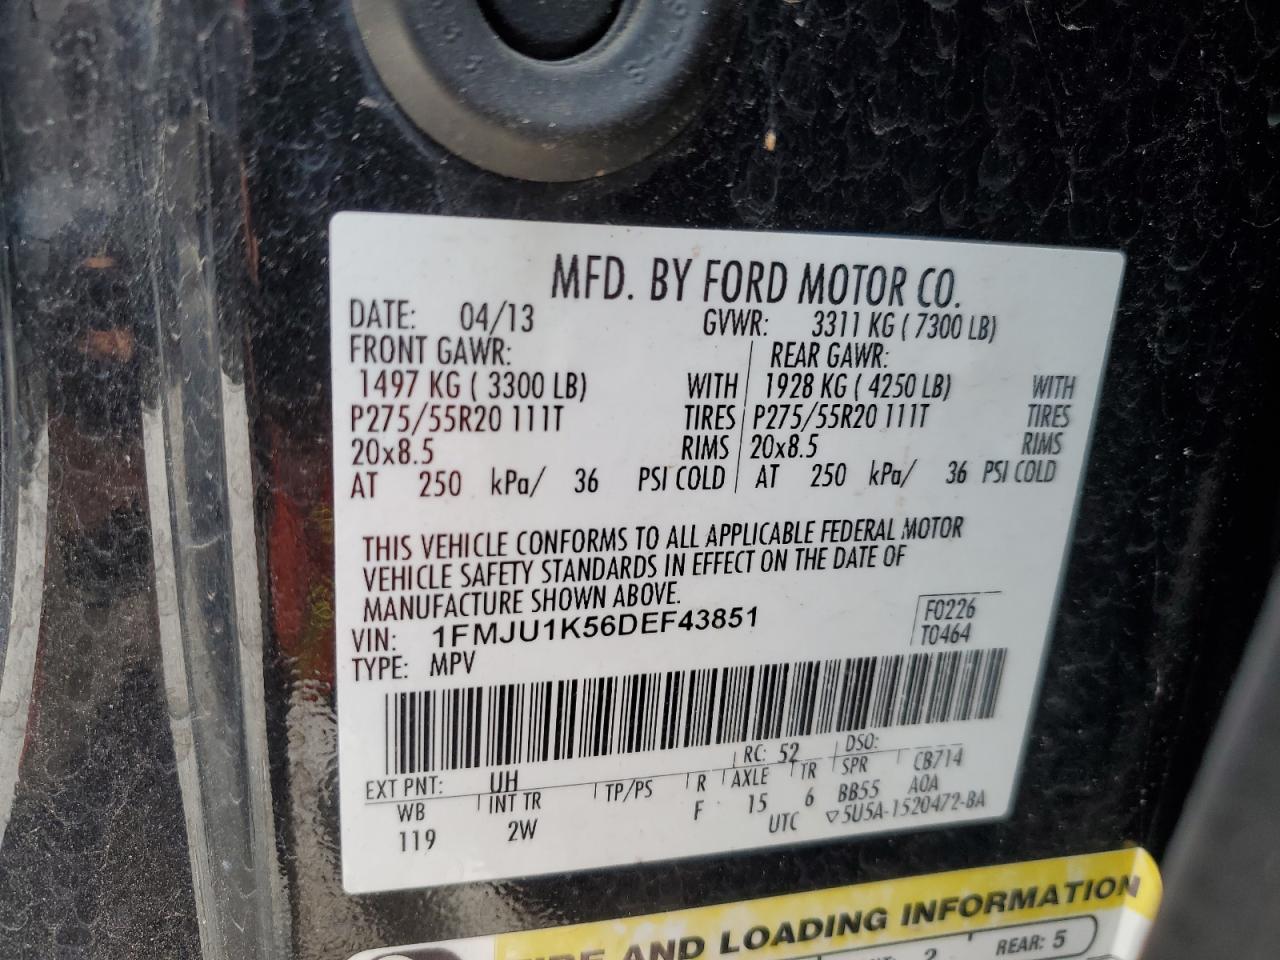 MFD. BY FORD MOTOR CO.
DATE: 04/13 GVWR: 3311 KG ( 7300 LB)
FRONT GAWR: REAR GAWR:
1497 KG ( 3300 LB) WITH 1928 KG ( 4250 LB) WITH
P275/55R20 111T TIRES P275/55R20 111T TIRES
20x8.5 RIMS 20x8.5 RIMS
AT 250 kPa/ 36 PSI COLD AT 250 kPa/ 36 PSI COLD
THIS VEHICLE CONFORMS TO ALL APPLICABLE FEDERAL MOTOR
VEHICLE SAFETY STANDARDS IN EFFECT ON THE DATE OF
MANUFACTURE SHOWN ABOVE.
VIN: 1FMJU1K56DEF43851 F0226
TYPE: MPV T0464
EXT PNT: UH RC: 52 DSO:
WB INT TR TP/PS R AXLE TR SPR CB714
119 2W F 15 6 BB55 AOA
UTC ▽5U5A-1520472-BA
AND LOADING INFORMATION
2 REAR: 5